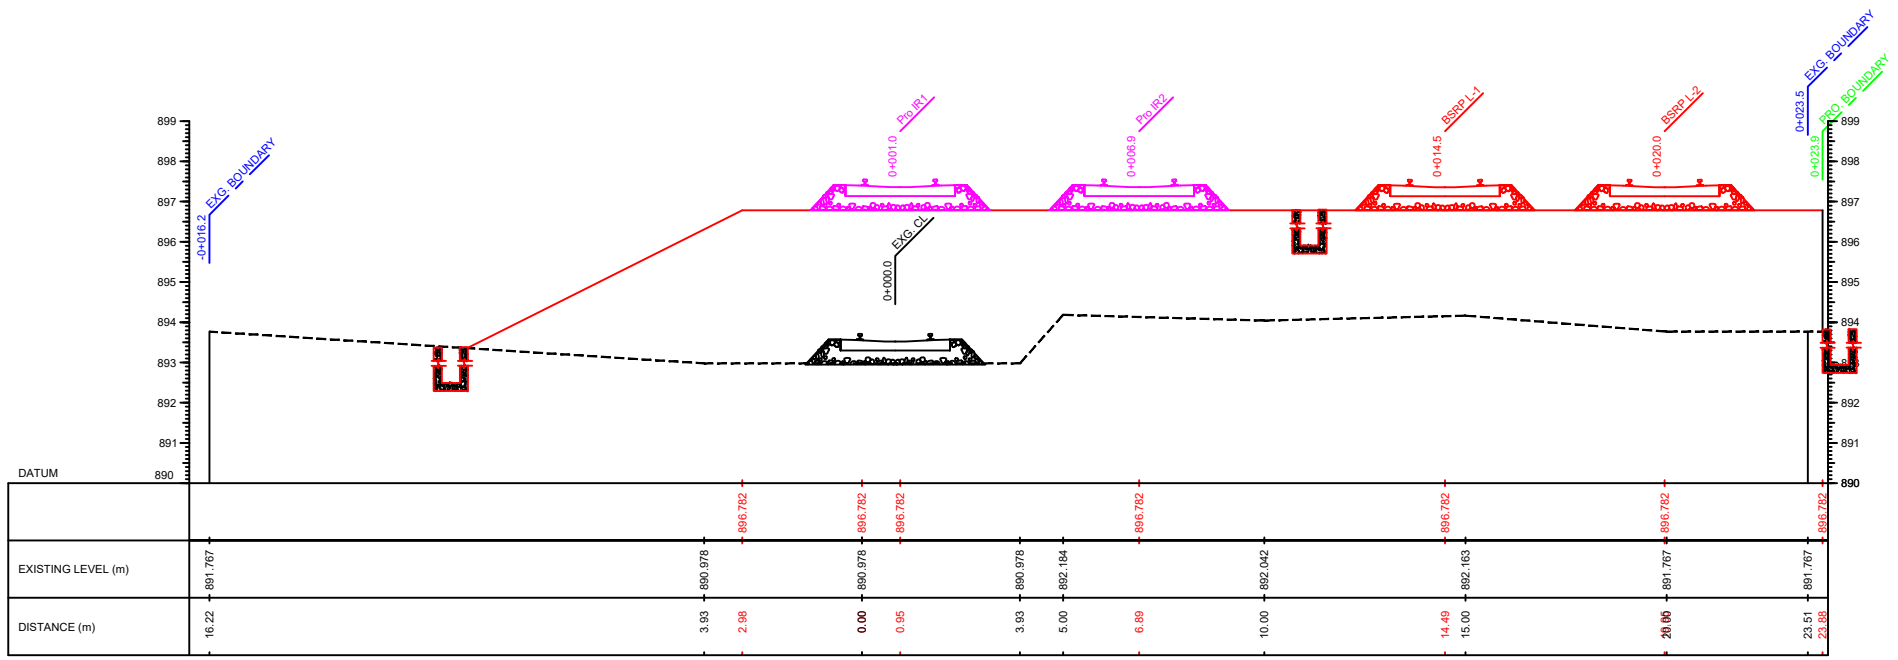 EXG. BOUNDARY
0+023.5
PRO. BOUNDARY
0+023.9
Pro IR1
0+001.0
Pro IR2
0+006.9
BSRP L-1
0+014.5
BSRP L-2
0+020.0
EXG. BOUNDARY
-0+016.2
EXG. CL
0+000.0
899
898
897
896
895
894
893
892
891
890
899
898
897
896
895
894
893
892
891
890
DATUM
896.782 896.782 896.782 896.782 896.782 896.782 896.782
EXISTING LEVEL (m) 891.767 890.978 890.978 890.978 892.184 892.042 892.163 891.767 891.767
DISTANCE (m) 16.22 3.93 2.98 0.00 0.95 3.93 5.00 6.89 10.00 14.49 15.00 20.00 23.51 23.88